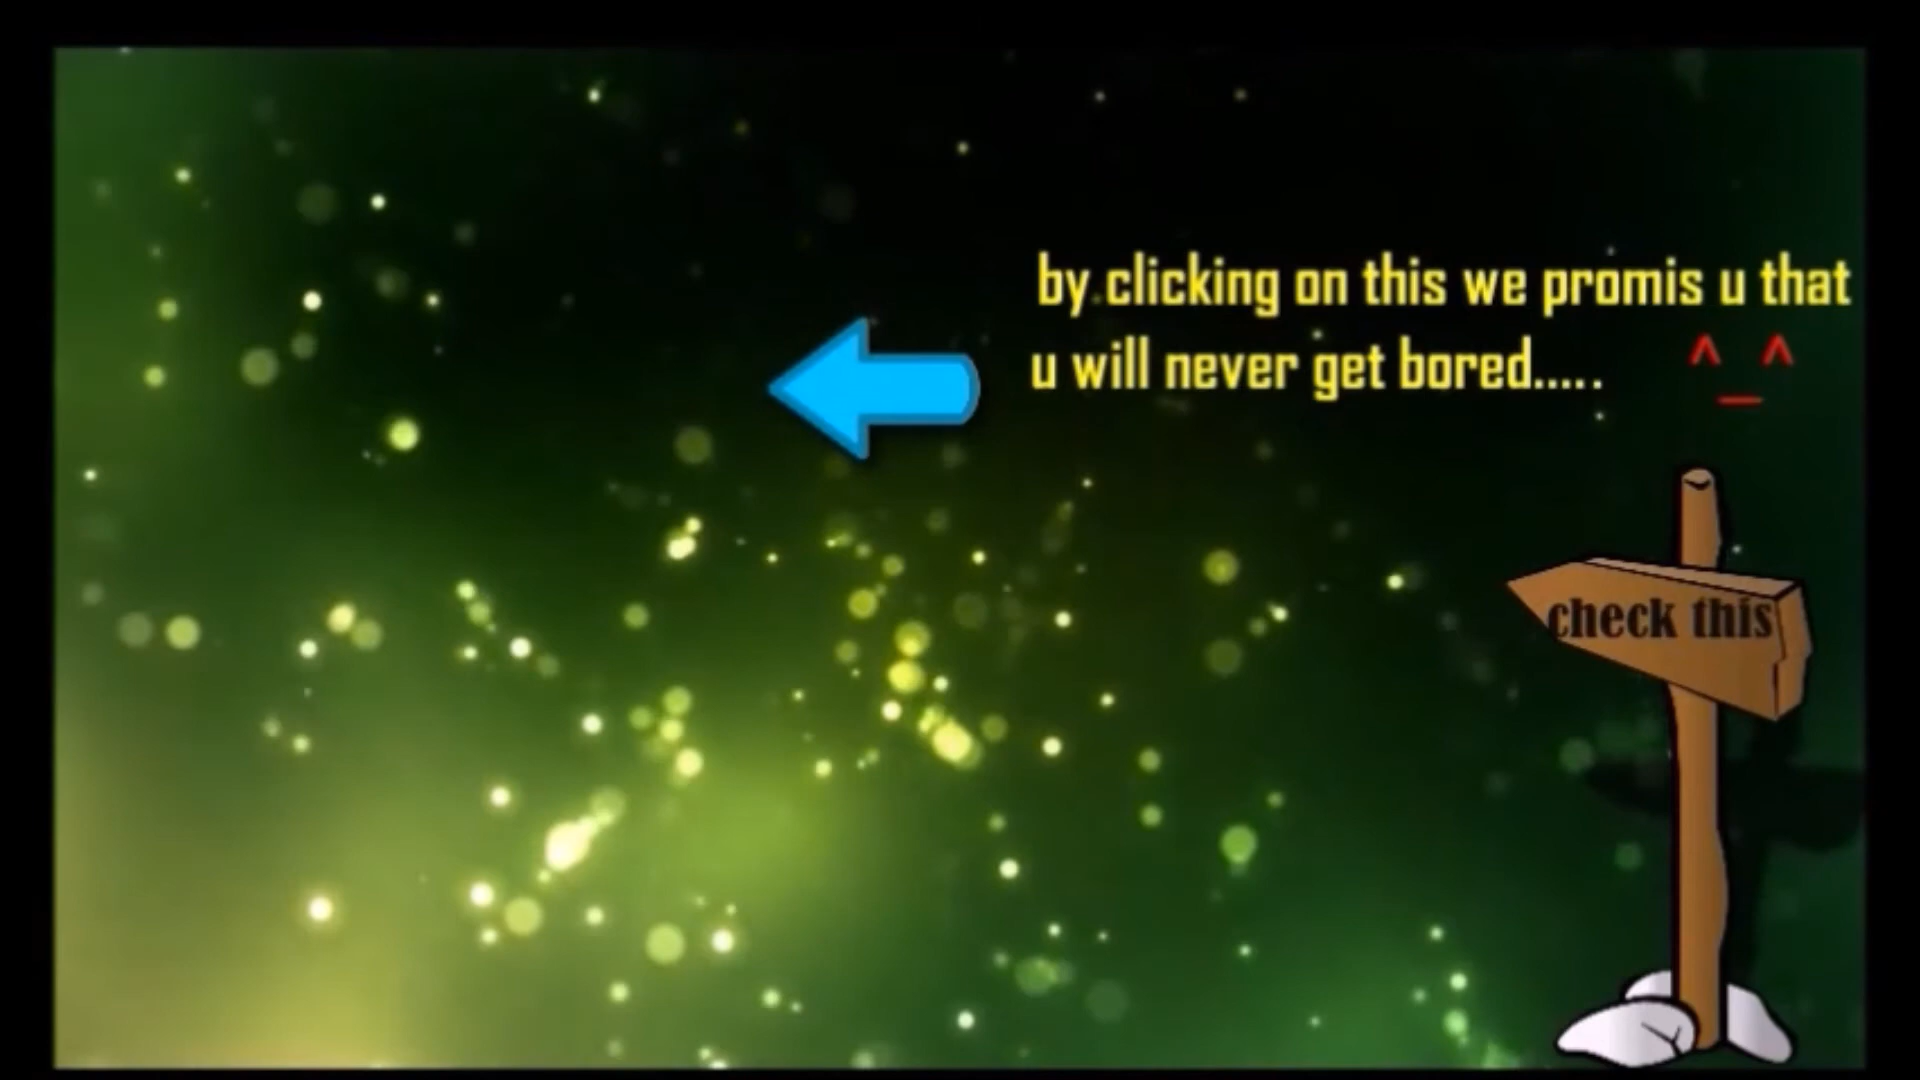 by clicking on this we promis u that
u will never get bored.....
^_^
check this